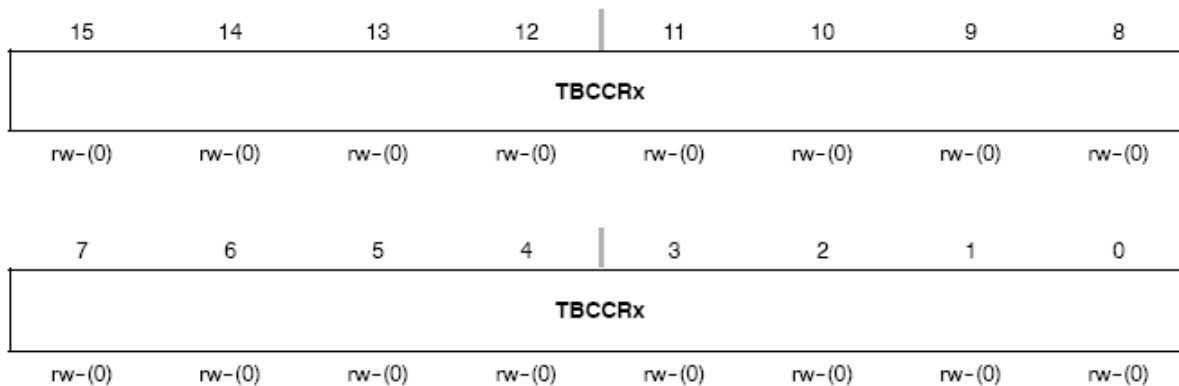 15 14 13 12 11 10 9 8
TBCCRx
rw-(0) rw-(0) rw-(0) rw-(0) rw-(0) rw-(0) rw-(0) rw-(0)
7 6 5 4 3 2 1 0
TBCCRx
rw-(0) rw-(0) rw-(0) rw-(0) rw-(0) rw-(0) rw-(0) rw-(0)